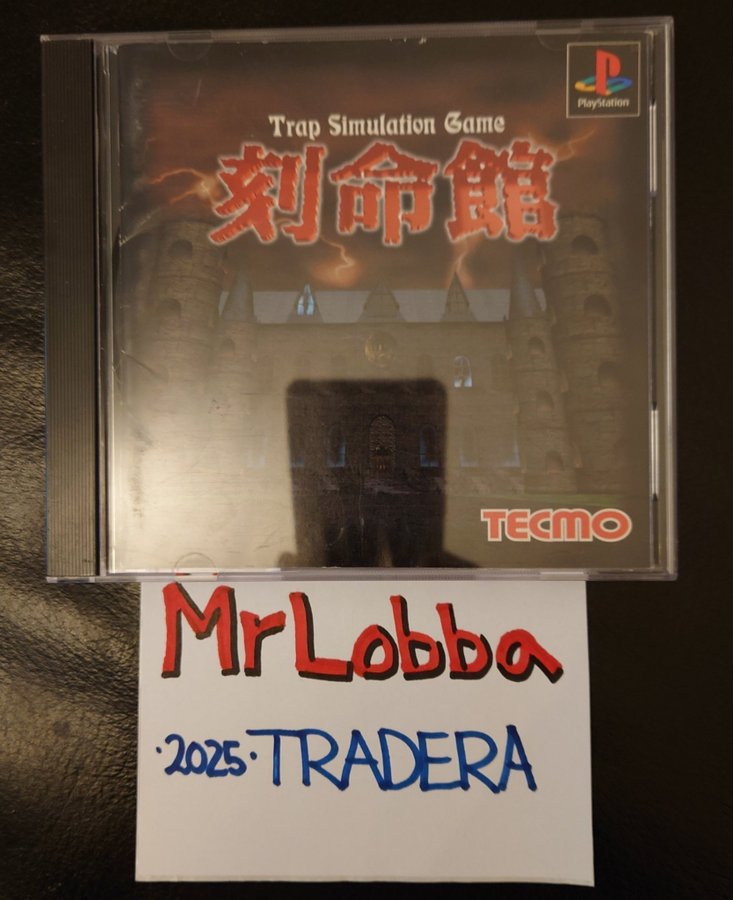 PlayStation
Trap Simulation Game
刻命館
TECMO
MrLobba
·2025·TRADERA